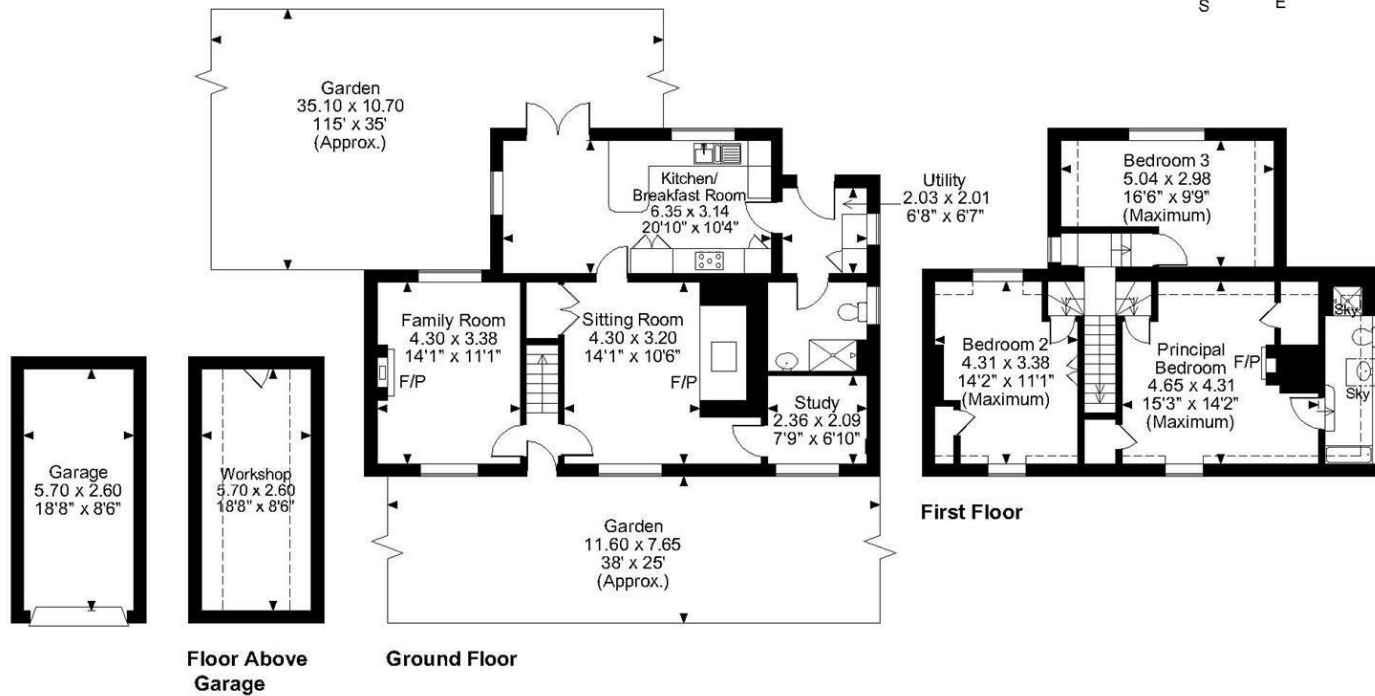 S
E
Garden
35.10 x 10.70
115' x 35'
(Approx.)
Kitchen/
Breakfast Room
6.35 x 3.14
20'10" x 10'4"
Utility
2.03 x 2.01
6'8" x 6'7"
Family Room
4.30 x 3.38
14'1" x 11'1"
F/P
Sitting Room
4.30 x 3.20
14'1" x 10'6"
F/P
Study
2.36 x 2.09
7'9" x 6'10"
Garden
11.60 x 7.65
38' x 25'
(Approx.)
Garage
5.70 x 2.60
18'8" x 8'6"
Workshop
5.70 x 2.60
18'8" x 8'6"
Floor Above
Garage
Ground Floor
Bedroom 3
5.04 x 2.98
16'6" x 9'9"
(Maximum)
Bedroom 2
4.31 x 3.38
14'2" x 11'1"
(Maximum)
Principal
Bedroom
4.65 x 4.31
15'3" x 14'2"
(Maximum)
F/P
Sky
Sky
First Floor